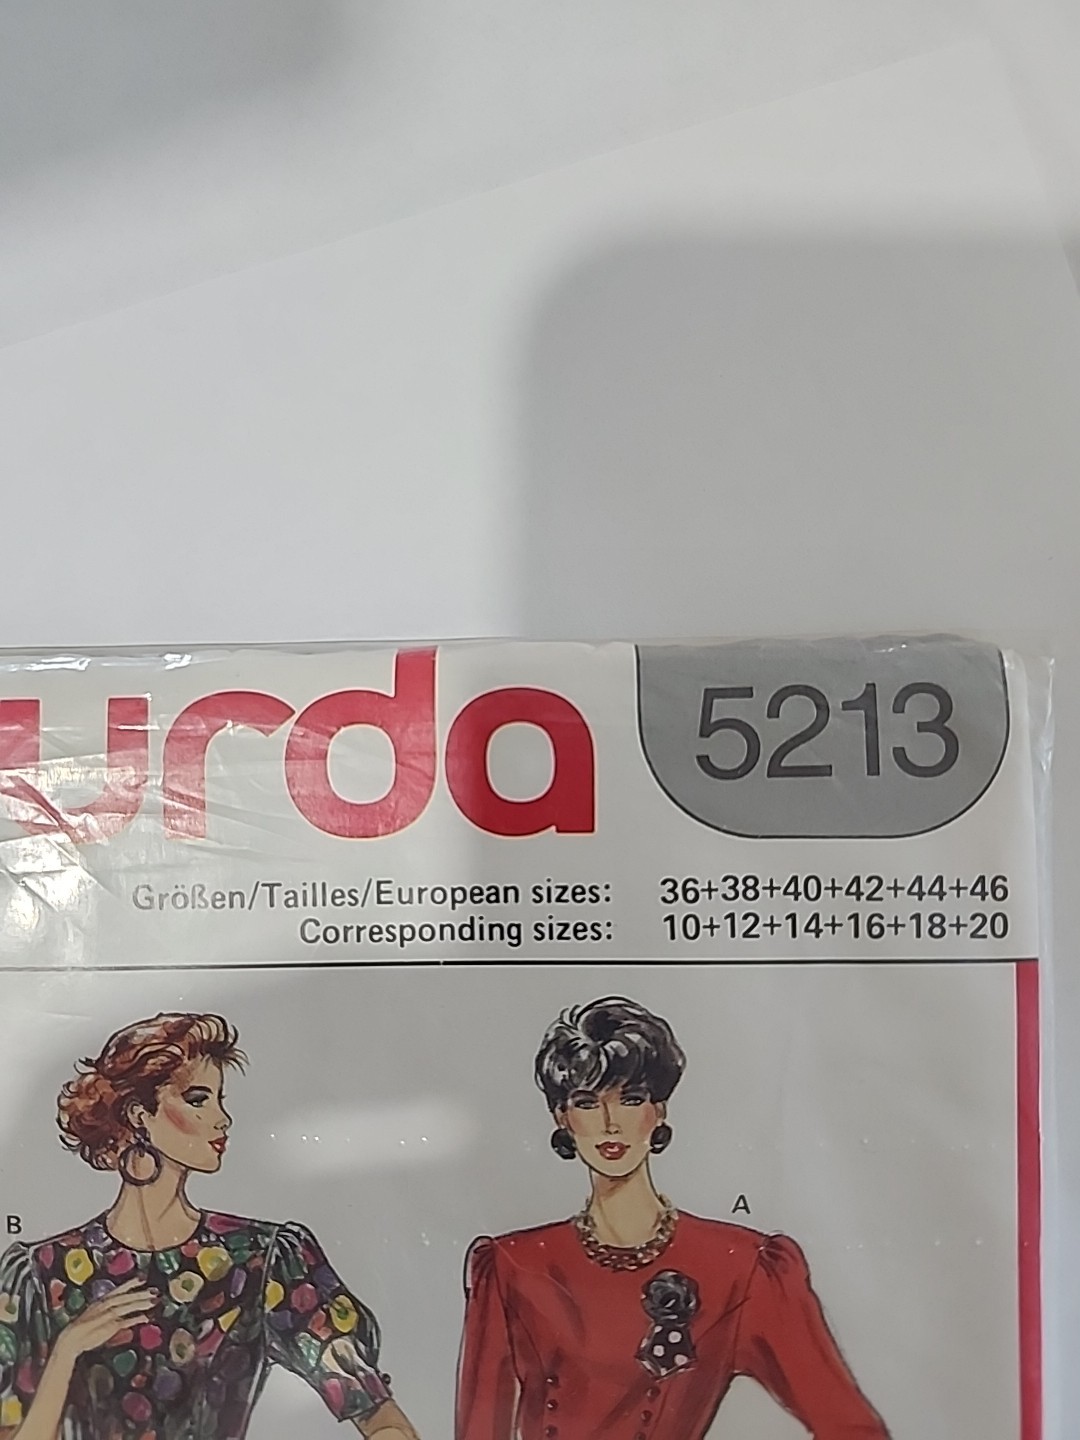 urda
5213
Größen/Tailles/European sizes: 36+38+40+42+44+46
Corresponding sizes: 10+12+14+16+18+20
B
A